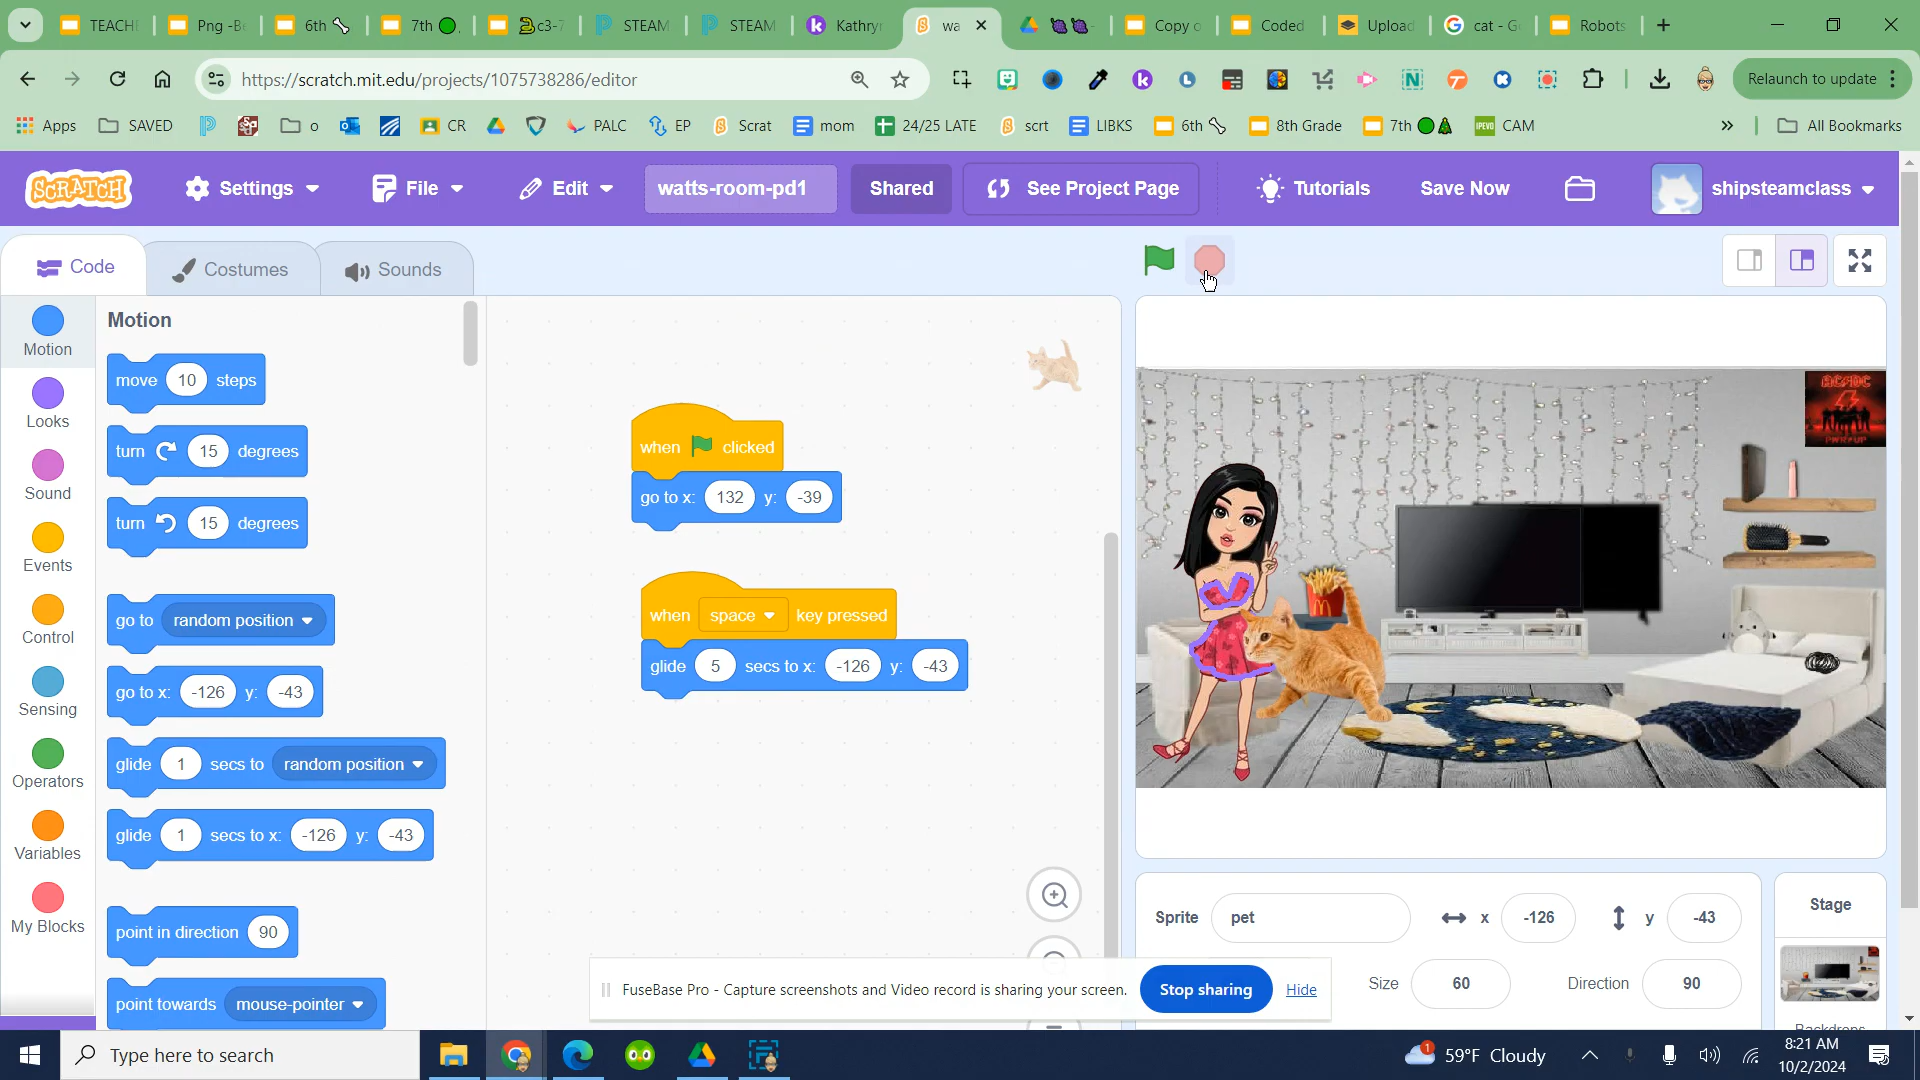 TEACH
Png -B
6th
7th
c3-7
STEAM
STEAM
Kathryn
wa
Copy o
Coded
Upload
cat - G
Robots
https://scratch.mit.edu/projects/1075738286/editor
Relaunch to update
Apps
SAVED
o
CR
PALC
EP
Scrat
mom
24/25 LATE
scrt
LIBKS
6th
8th Grade
7th
CAM
All Bookmarks
SCRATCH
Settings
File
Edit
watts-room-pd1
Shared
See Project Page
Tutorials
Save Now
shipsteamclass
Code
Costumes
Sounds
Motion
Looks
Sound
Events
Control
Sensing
Operators
Variables
My Blocks
Motion
move 10 steps
turn 15 degrees
turn 15 degrees
go to random position
go to x: -126 y: -43
glide 1 secs to random position
glide 1 secs to x: -126 y: -43
point in direction 90
point towards mouse-pointer
when clicked
go to x: 132 y: -39
when space key pressed
glide 5 secs to x: -126 y: -43
AC/DC
PWR UP
Sprite pet x -126 y -43
Size 60 Direction 90
Stage
Backdrops
FuseBase Pro - Capture screenshots and Video record is sharing your screen.
Stop sharing
Hide
Type here to search
1
59°F Cloudy
8:21 AM
10/2/2024